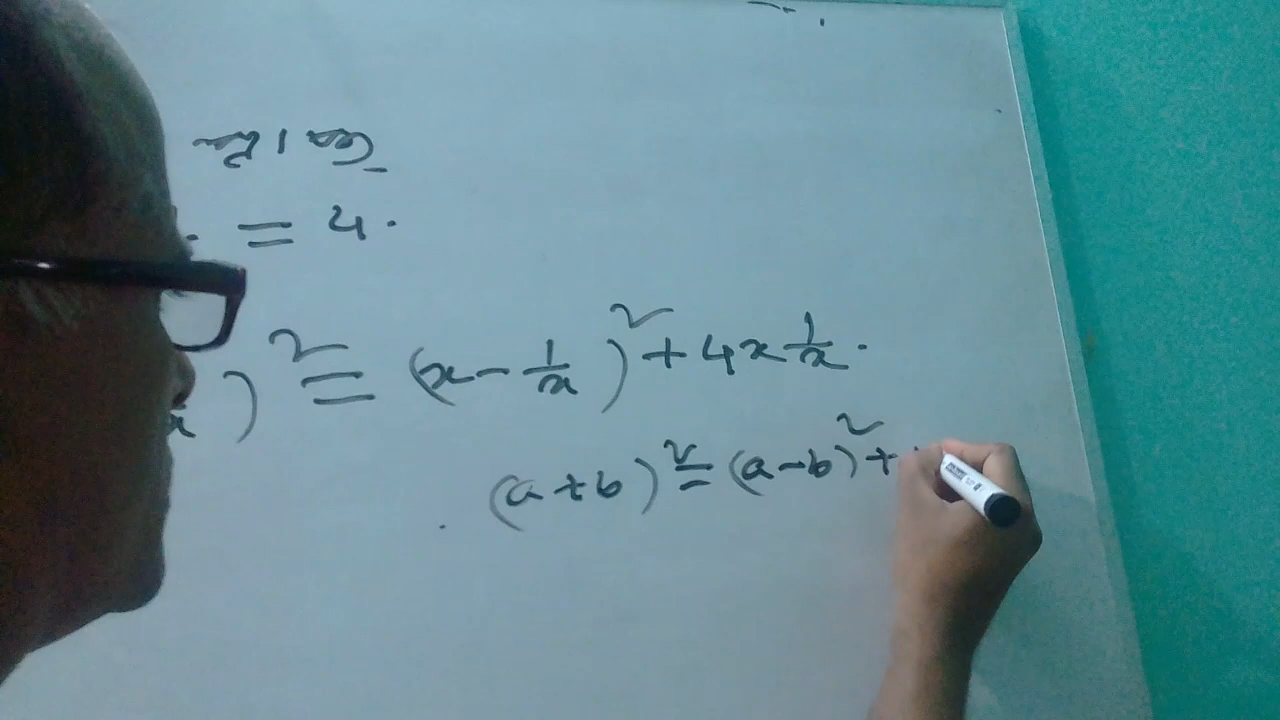 . = 4.
)² = (x - 1/x)² + 4x 1/x.
(a + b)² = (a - b)² +